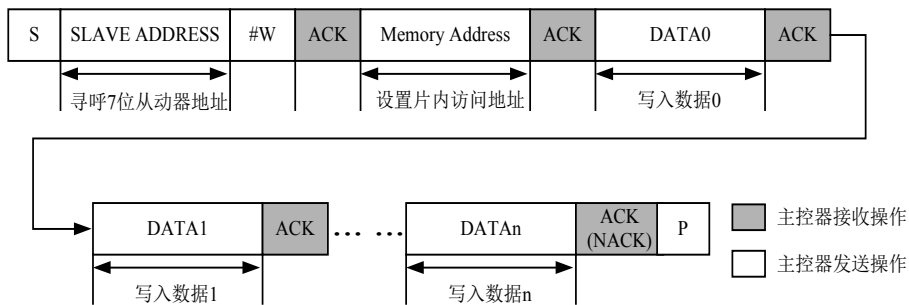 S SLAVE ADDRESS #W ACK Memory Address ACK DATA0 ACK
寻呼7位从动器地址 设置片内访问地址 写入数据0
DATA1 ACK … … DATAn ACK (NACK) P
写入数据1 写入数据n
主控器接收操作
主控器发送操作